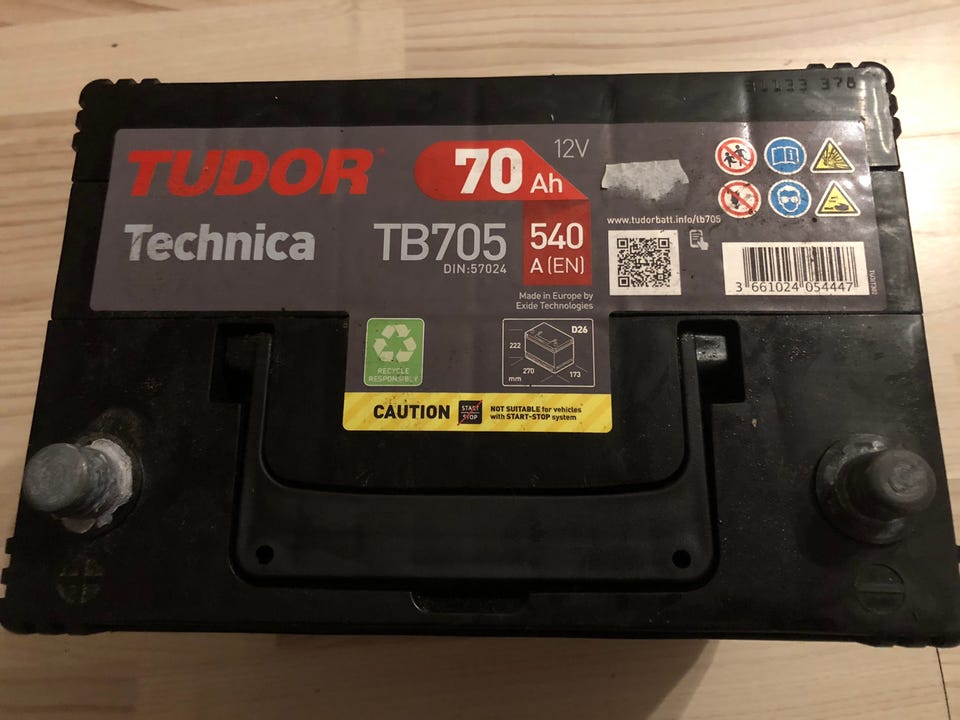 TUDOR
Technica
70 Ah
12V
TB705
DIN:57024
540
A (EN)
Made in Europe by
Exide Technologies
www.tudorbatt.info/tb705
3 661024 054447
RECYCLE
RESPONSIBLY
D26
222
270
173
mm
CAUTION
START
STOP
NOT SUITABLE for vehicles
with START-STOP system